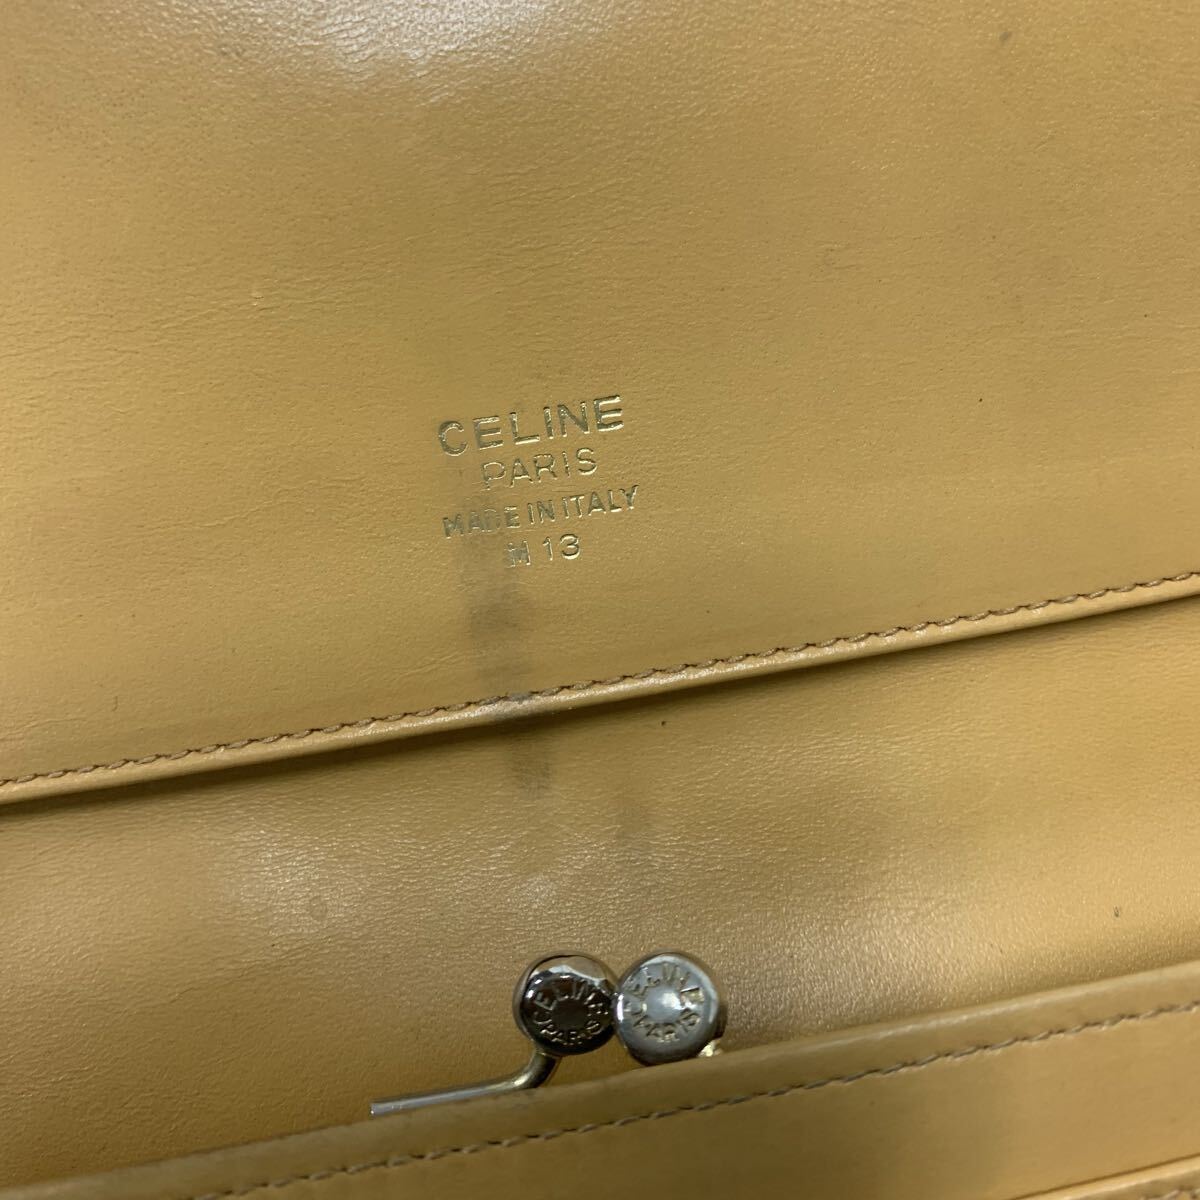 CELINE
PARIS
MADE IN ITALY
M 13
CELINE
PARIS
CELINE
PARIS